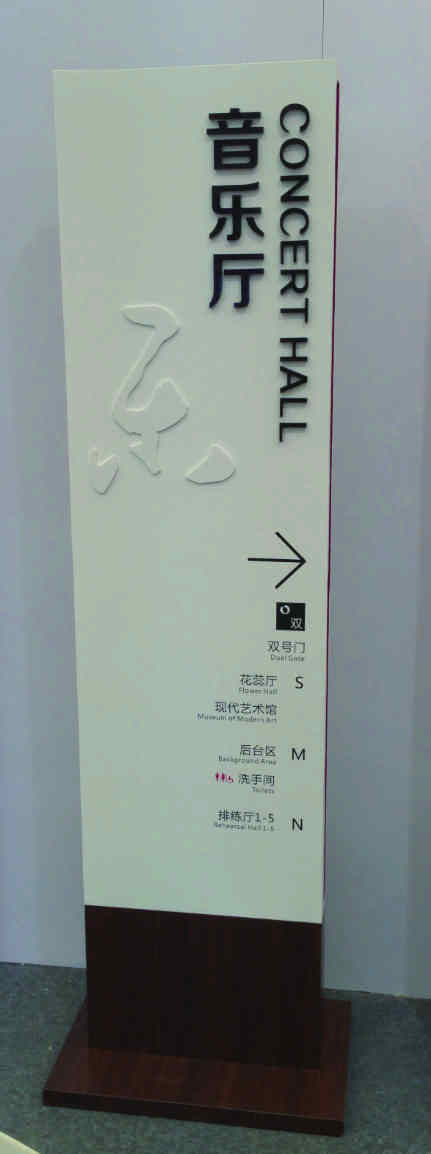 音乐厅
CONCERT HALL
双
双号门
Dual Gate
花蕊厅 S
Flower Hall
现代艺术馆
Museum of Modern Art
后台区 M
Background Area
洗手间
Toilets
排练厅1-5 N
Rehearsal Hall 1-5